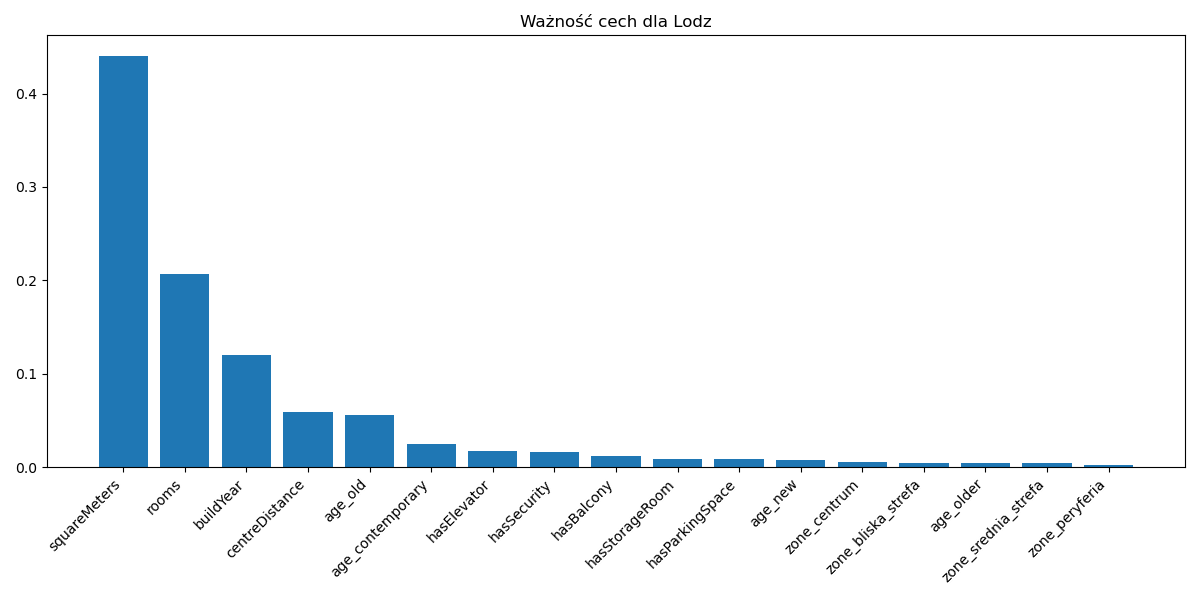 Ważność cech dla Lodz
0.4
0.3
0.2
0.1
0.0
squareMeters
rooms
buildYear
centreDistance
age_old
age_contemporary
hasElevator
hasSecurity
hasBalcony
hasStorageRoom
hasParkingSpace
age_new
zone_centrum
zone_bliska_strefa
age_older
zone_srednia_strefa
zone_peryferia